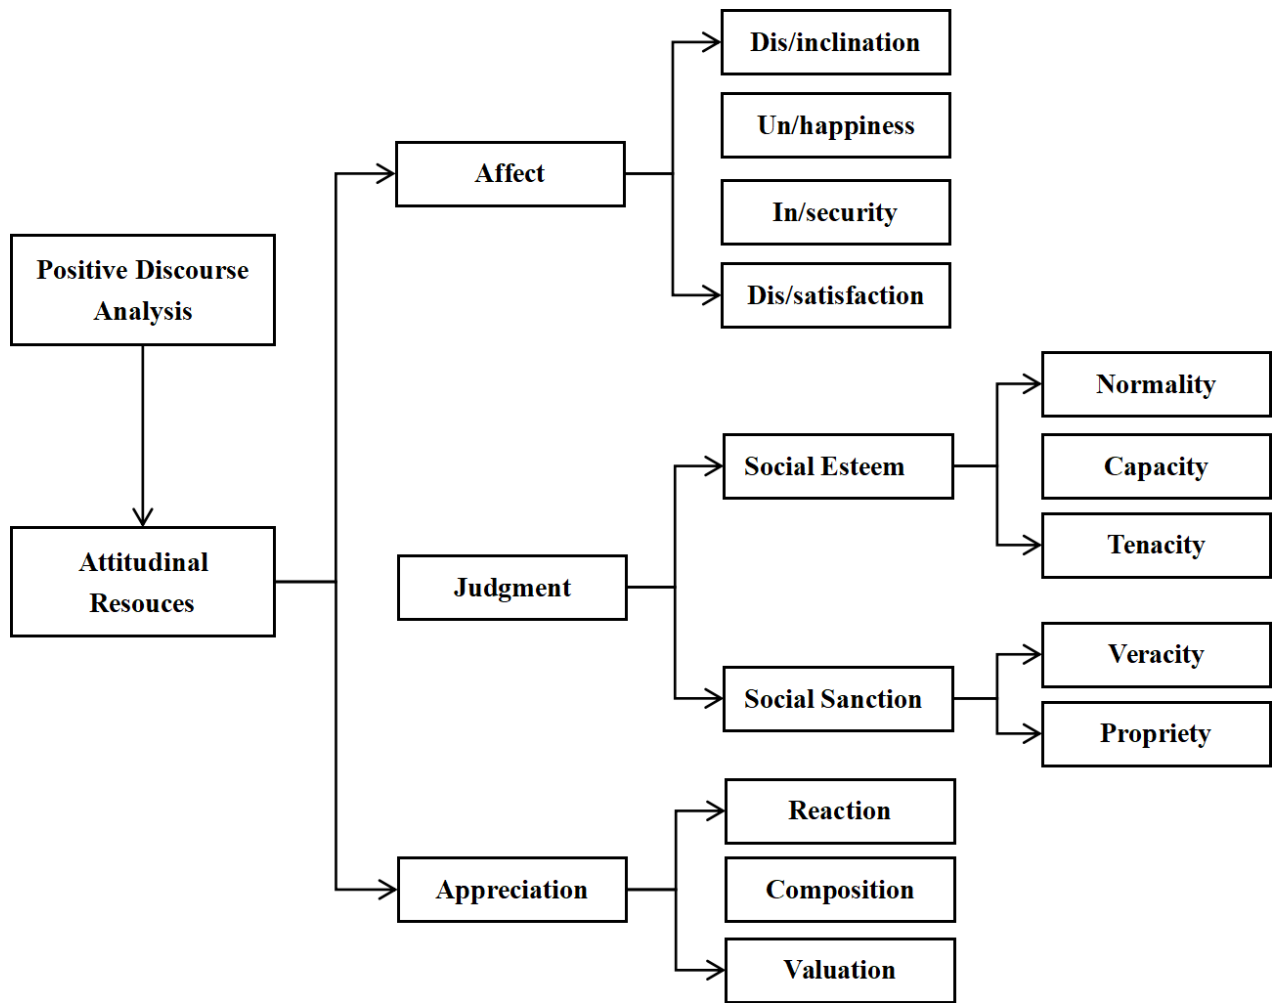 Positive Discourse
Analysis
Attitudinal
Resouces
Affect
Dis/inclination
Un/happiness
In/security
Dis/satisfaction
Judgment
Social Esteem
Normality
Capacity
Tenacity
Social Sanction
Veracity
Propriety
Appreciation
Reaction
Composition
Valuation